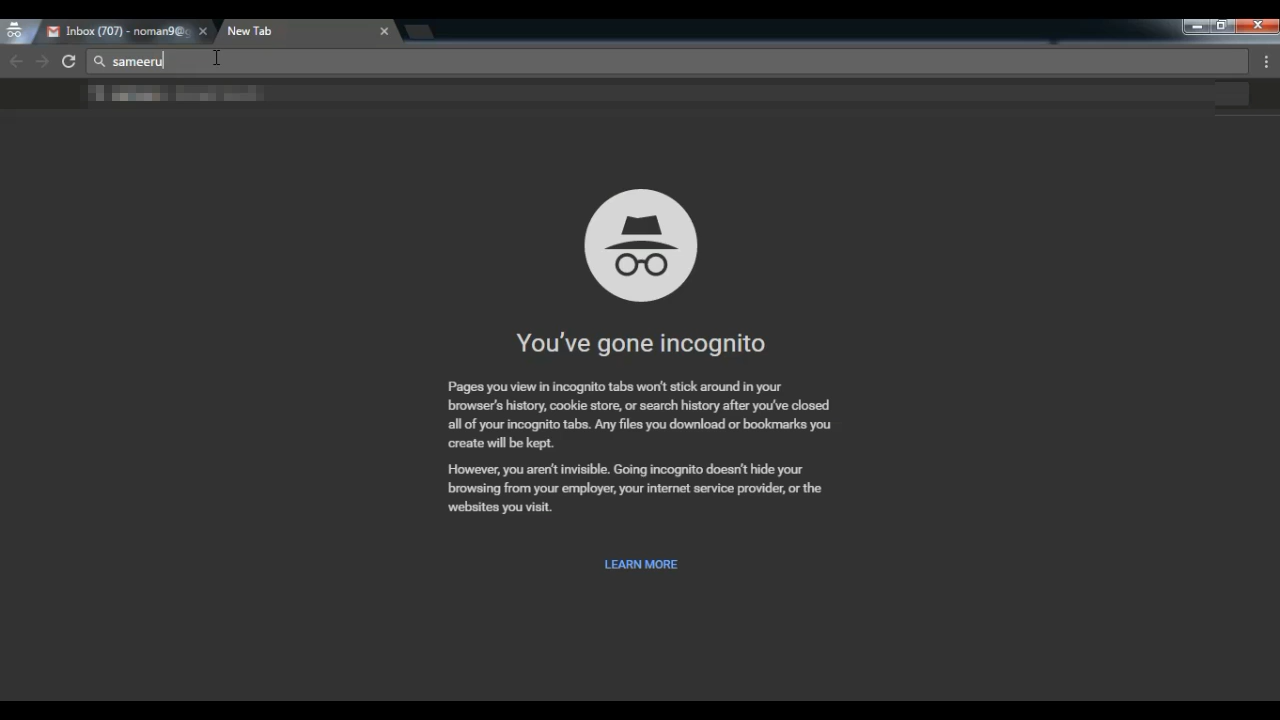 Inbox (707) - noman9@g
New Tab
sameeru
You've gone incognito
Pages you view in incognito tabs won't stick around in your
browser's history, cookie store, or search history after you've closed
all of your incognito tabs. Any files you download or bookmarks you
create will be kept.
However, you aren't invisible. Going incognito doesn't hide your
browsing from your employer, your internet service provider, or the
websites you visit.
LEARN MORE